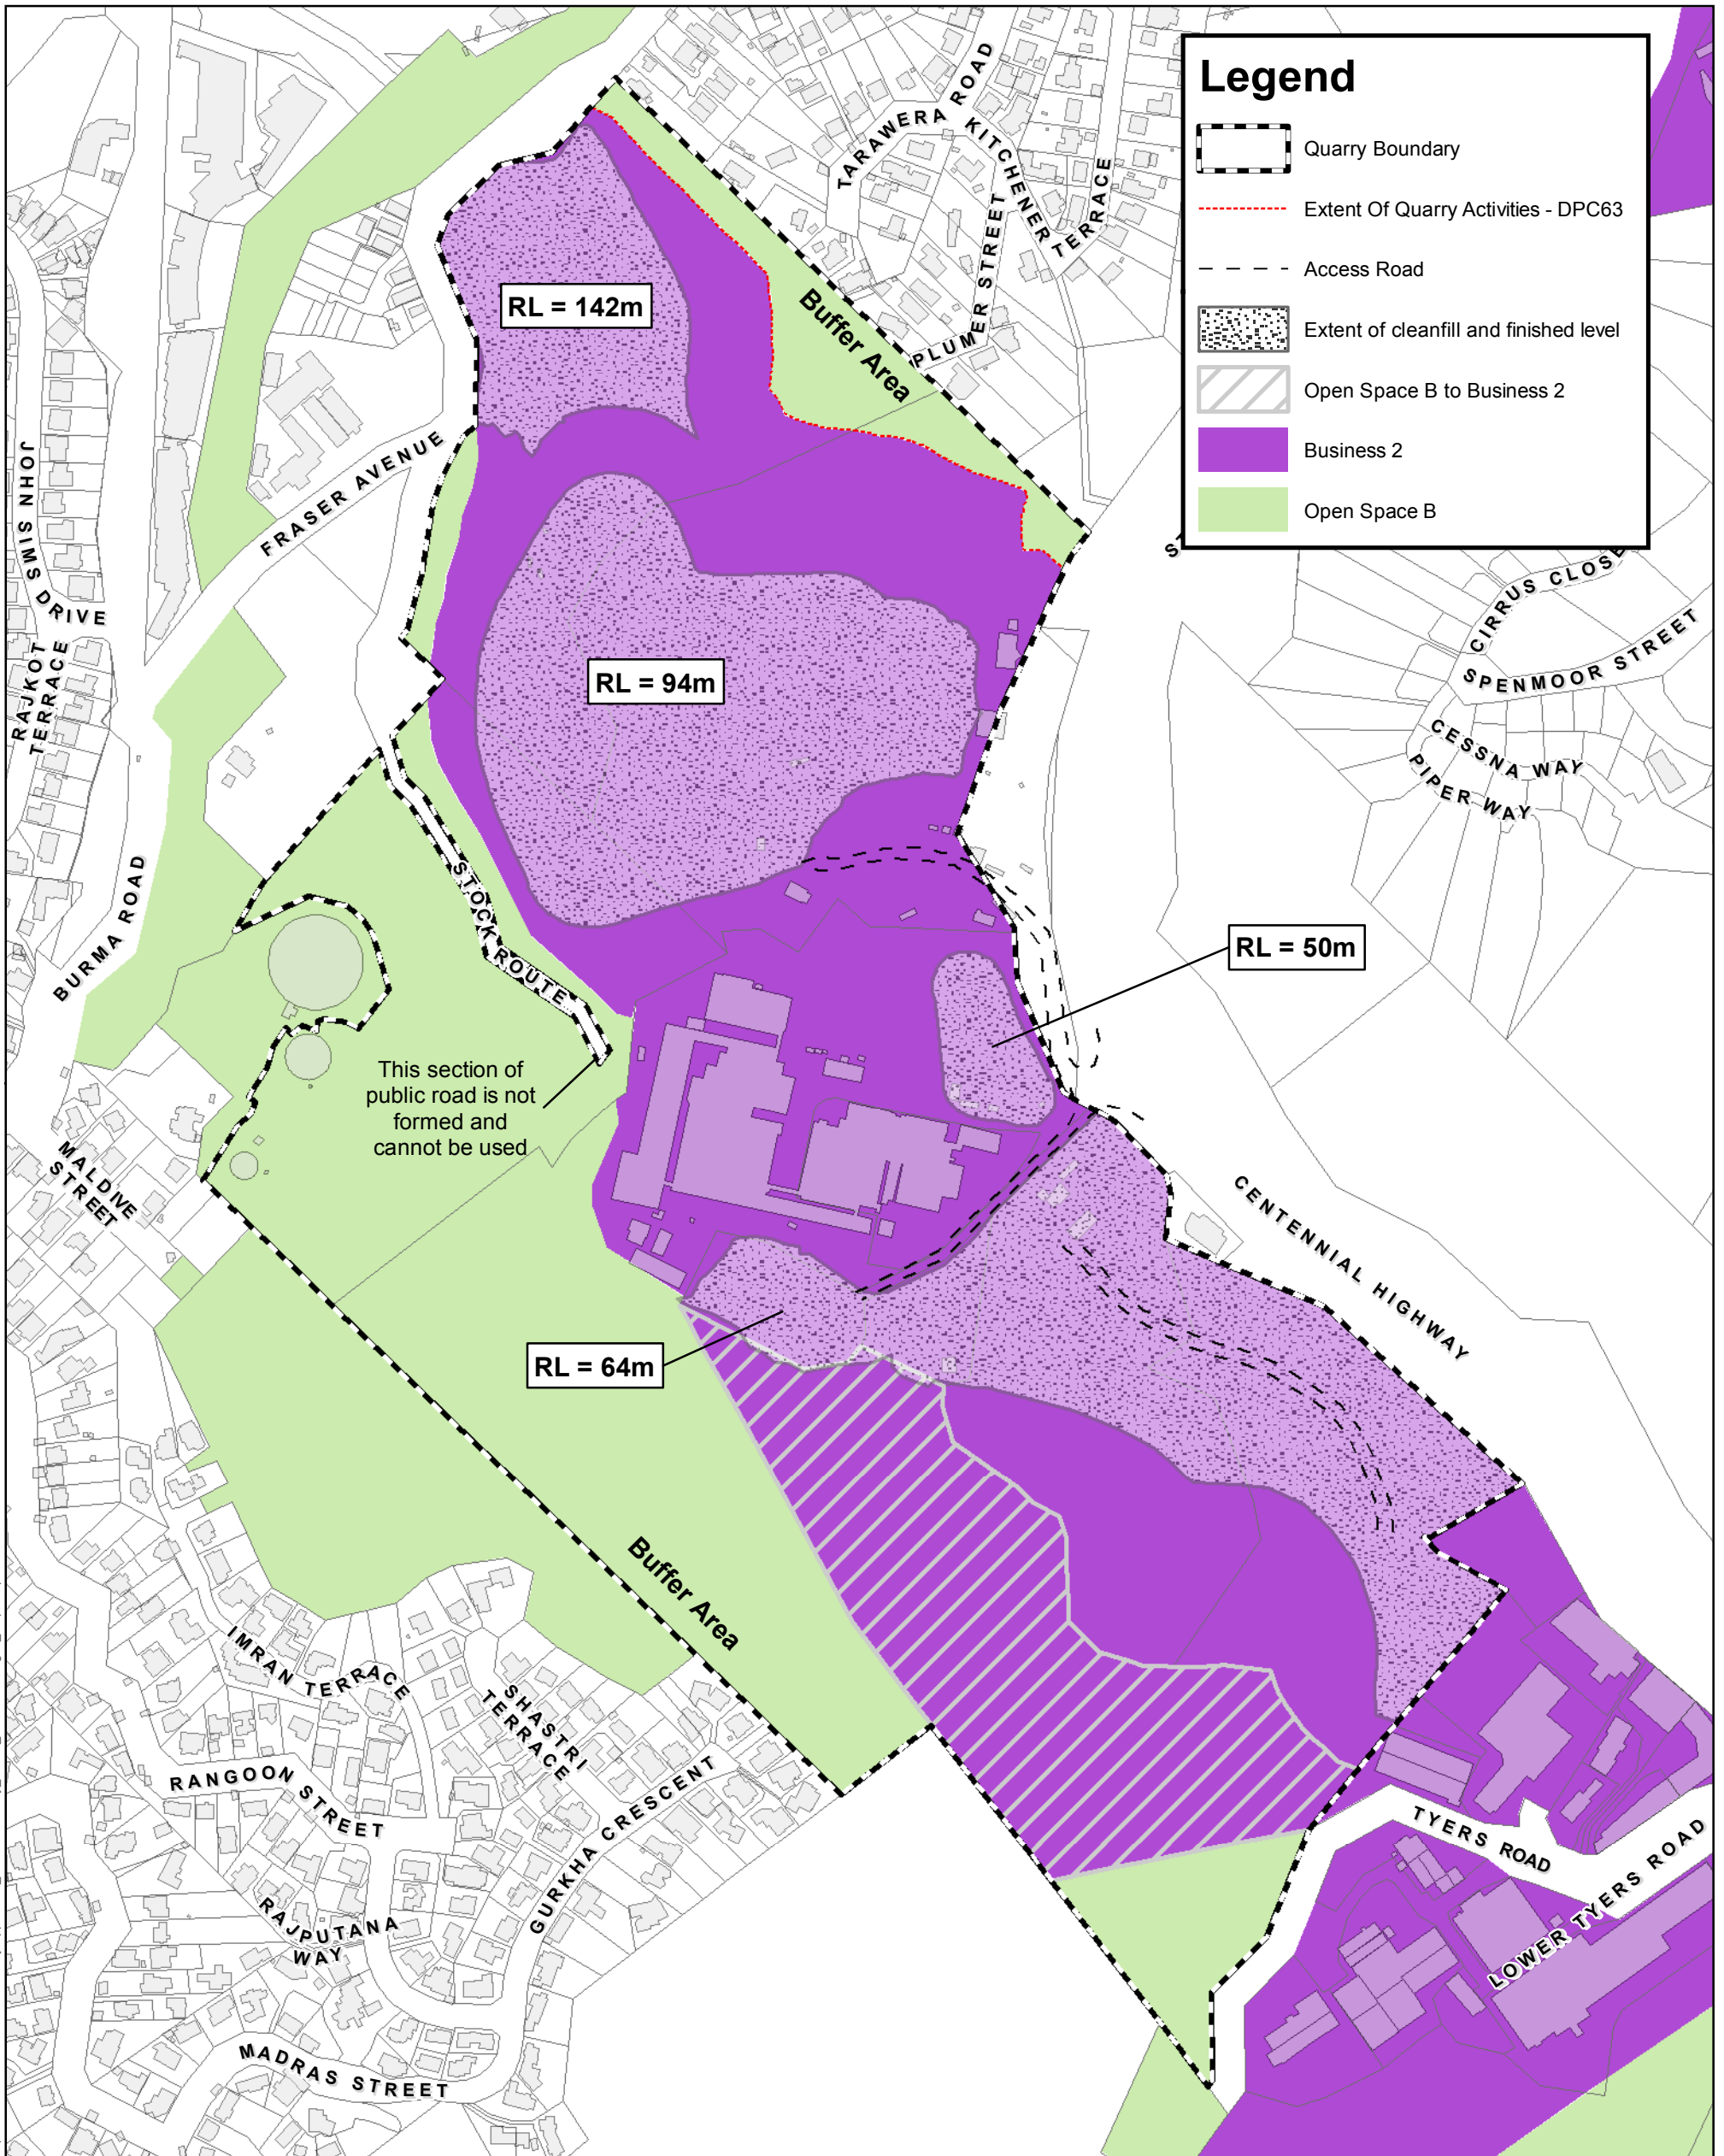 Legend
Quarry Boundary
Extent Of Quarry Activities - DPC63
Access Road
Extent of cleanfill and finished level
Open Space B to Business 2
Business 2
Open Space B
TARAWERA ROAD
KITCHENER TERRACE
PLUMER STREET
Buffer Area
RL = 142m
FRASER AVENUE
JOHN SIMS DRIVE
RAJKOT
TERRACE
RL = 94m
CIRRUS CLOSE
SPENMOOR STREET
CESSNA WAY
PIPER WAY
BURMA ROAD
STOCK ROUTE
RL = 50m
This section of
public road is not
formed and
cannot be used
MALDIVE
STREET
CENTENNIAL HIGHWAY
RL = 64m
Buffer Area
IMRAN TERRACE
SHASTRI
TERRACE
RANGOON STREET
GURKHA CRESCENT
RAJPUTANA
WAY
MADRAS STREET
TYERS ROAD
LOWER TYERS ROAD